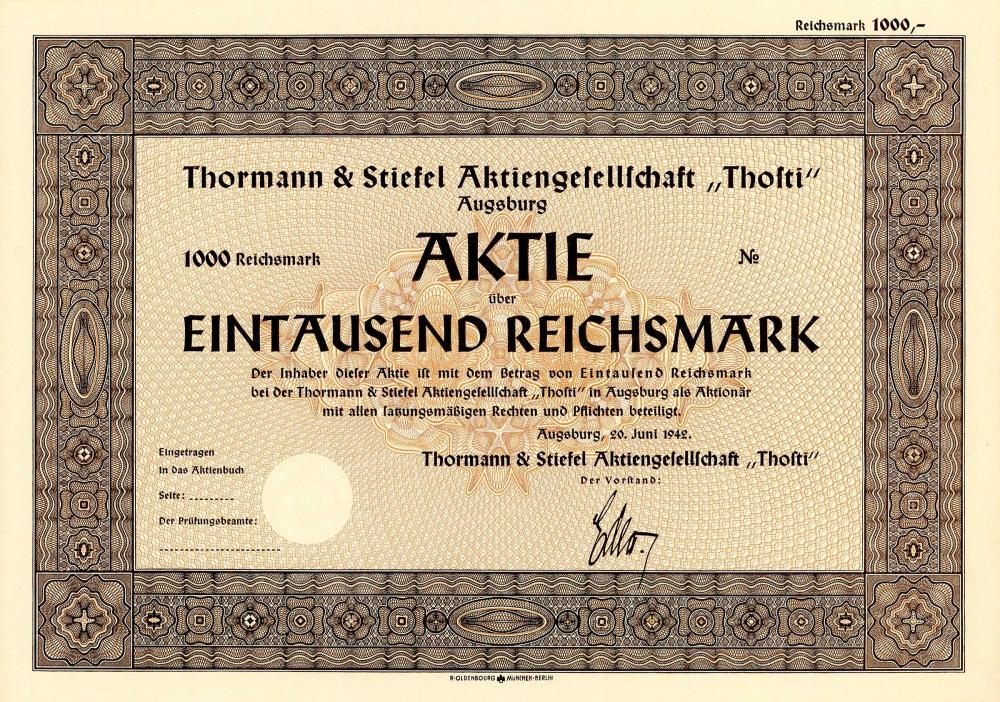 Reichsmark 1000,–
Thormann & Stiefel Aktiengeſellſchaft „Thoſti“
Augsburg
1000 Reichsmark AKTIE №
über
EINTAUSEND REICHSMARK
Der Inhaber dieſer Aktie iſt mit dem Betrag von Eintauſend Reichsmark
bei der Thormann & Stiefel Aktiengeſellſchaft „Thoſti“ in Augsburg als Aktionär
mit allen ſatzungsmäßigen Rechten und Pflichten beteiligt.
Augsburg, 20. Juni 1942.
Thormann & Stiefel Aktiengeſellſchaft „Thoſti“
Der Vorſtand:
Eingetragen
in das Aktienbuch
Seite:
Der Prüfungsbeamte:
R·OLDENBOURG MÜNCHEN·BERLIN